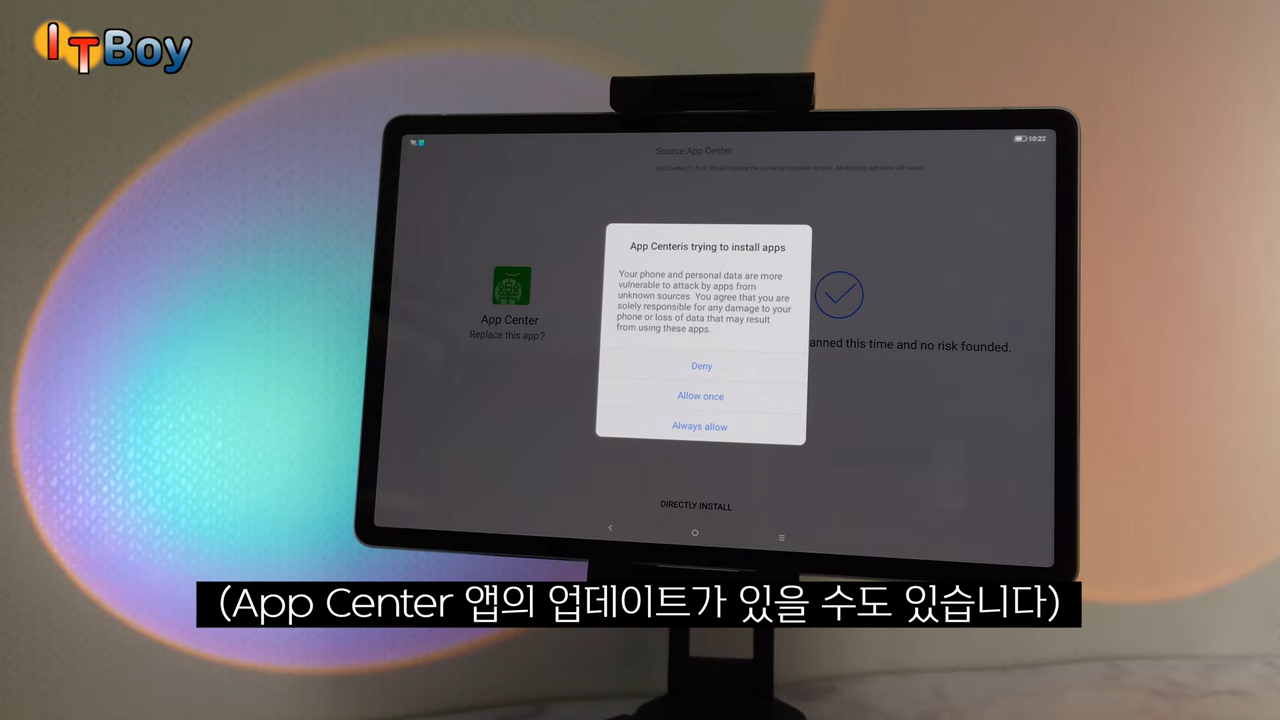 ITBoy
10:22
Source:App Center
App Center
Replace this app?
App Centeris trying to install apps
Your phone and personal data are more
vulnerable to attack by apps from
unknown sources. You agree that you are
solely responsible for any damage to your
phone or loss of data that may result
from using these apps.
Deny
Allow once
Always allow
anned this time and no risk founded.
DIRECTLY INSTALL
(App Center 앱의 업데이트가 있을 수도 있습니다)